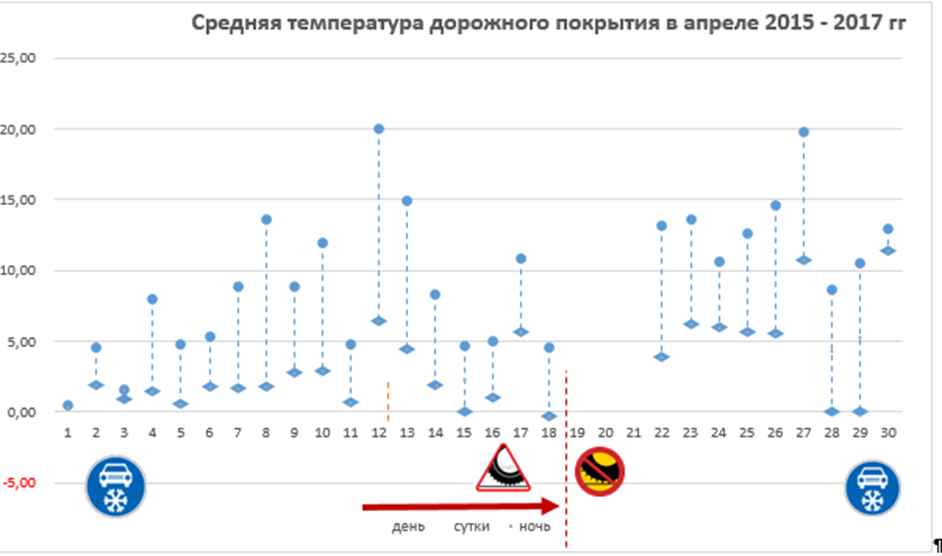 Средняя температура дорожного покрытия в апреле 2015 - 2017 гг
25,00
20,00
15,00
10,00
5,00
0,00
1 2 3 4 5 6 7 8 9 10 11 12 13 14 15 16 17 18 19 20 21 22 23 24 25 26 27 28 29 30
-5,00
день сутки · ночь
¶